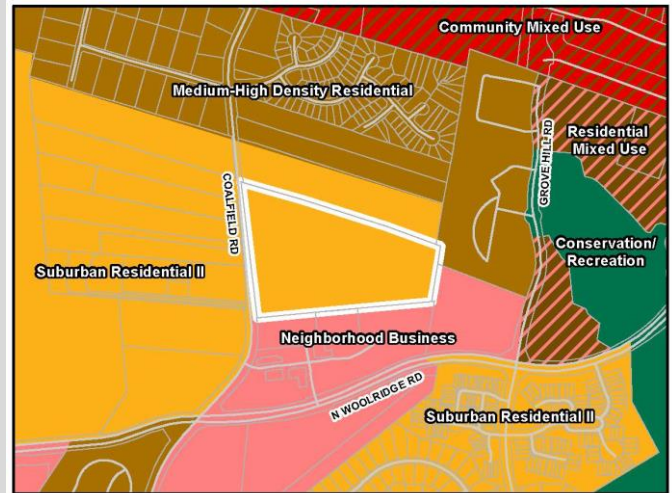 Community Mixed Use
Medium-High Density Residential
GROVE HILL RD
Residential
Mixed Use
COALFIELD RD
Conservation/
Recreation
Suburban Residential II
Neighborhood Business
N WOOLRIDGE RD
Suburban Residential II